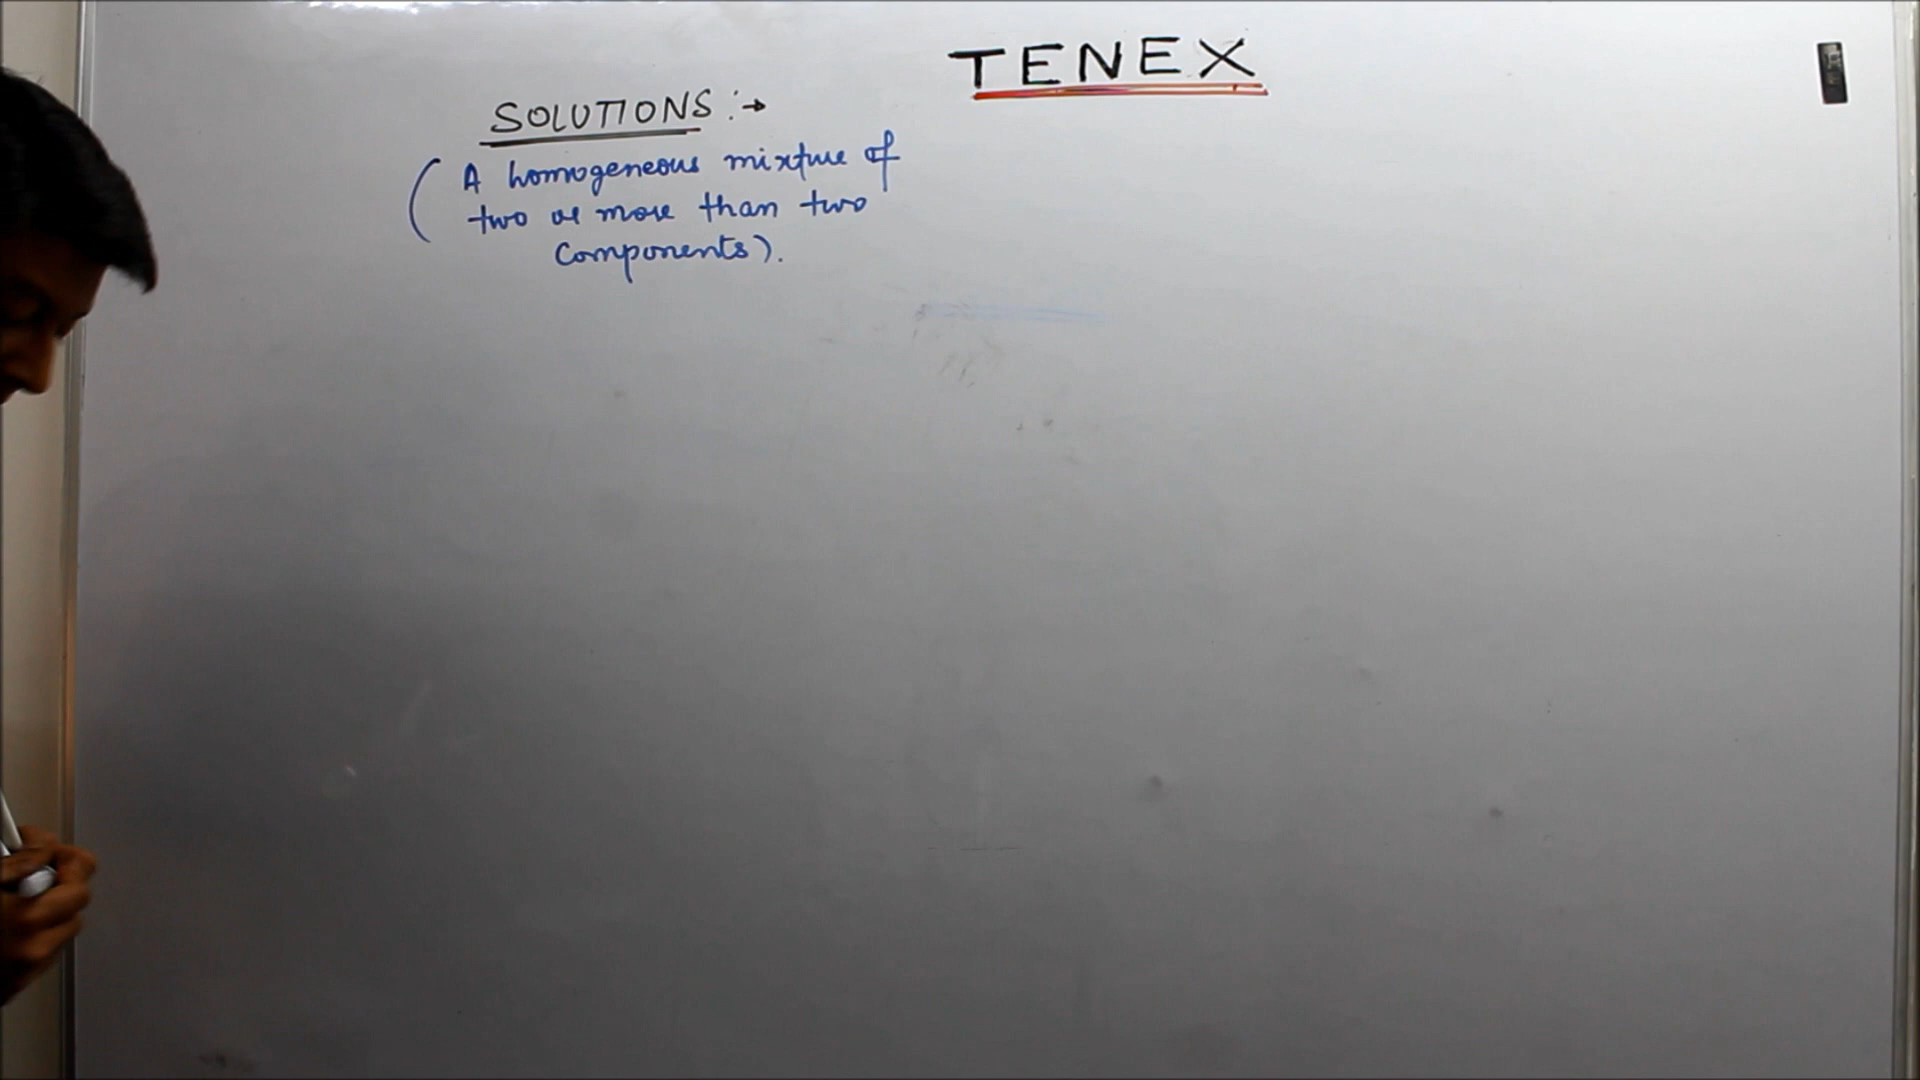 TENEX
SOLUTIONS :→
( A homogeneous mixture of
two or more than two
components).